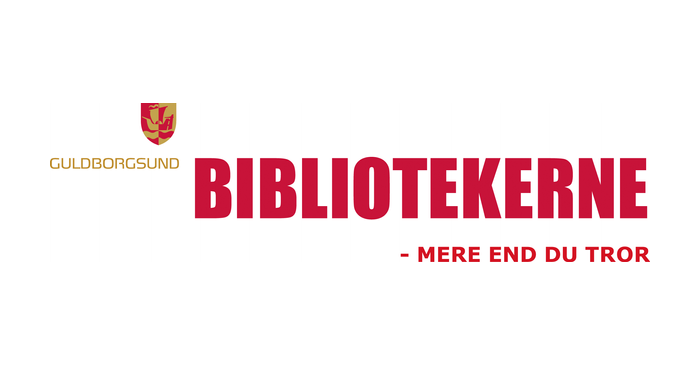 GULDBORGSUND
BIBLIOTEKERNE
- MERE END DU TROR